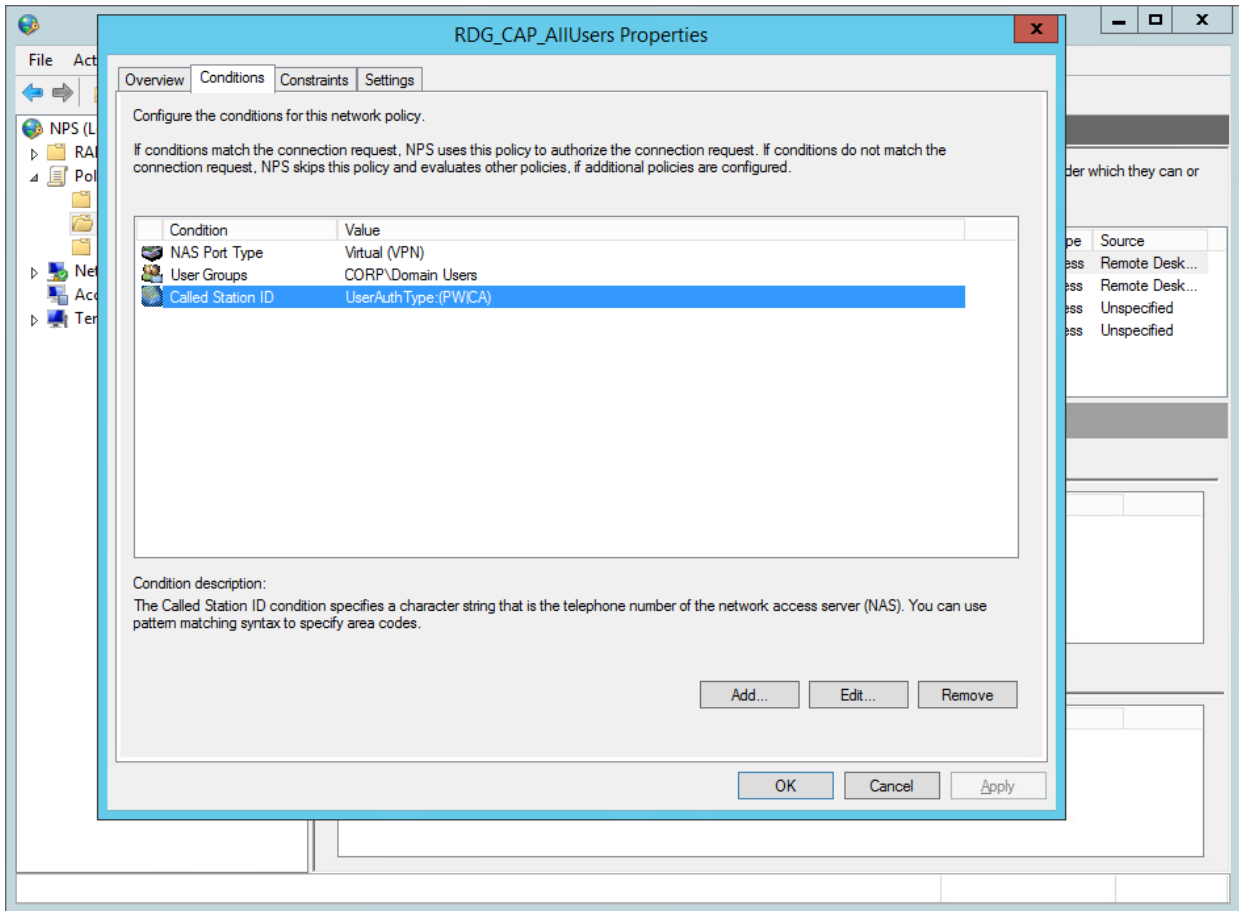 RDG_CAP_AllUsers Properties
x
x
File Act
Overview Conditions Constraints Settings
Configure the conditions for this network policy.
If conditions match the connection request, NPS uses this policy to authorize the connection request. If conditions do not match the
connection request, NPS skips this policy and evaluates other policies, if additional policies are configured.
NPS (L
RAI
Pol
Net
Acc
Ter
der which they can or
Condition Value
NAS Port Type Virtual (VPN)
User Groups CORP\Domain Users
Called Station ID UserAuthType:(PW|CA)
pe Source
ess Remote Desk...
ess Remote Desk...
ess Unspecified
ess Unspecified
Condition description:
The Called Station ID condition specifies a character string that is the telephone number of the network access server (NAS). You can use
pattern matching syntax to specify area codes.
Add... Edit... Remove
OK Cancel Apply